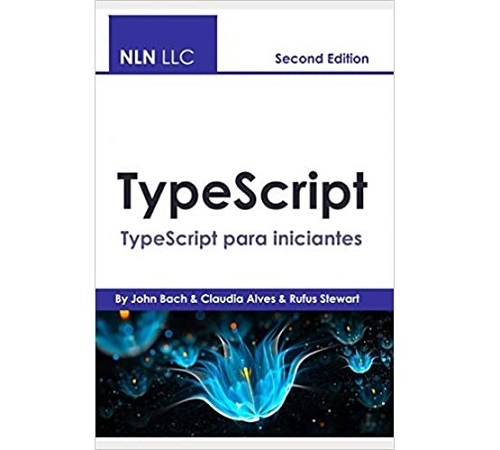 NLN LLC
Second Edition
TypeScript
TypeScript para iniciantes
By John Bach & Claudia Alves & Rufus Stewart